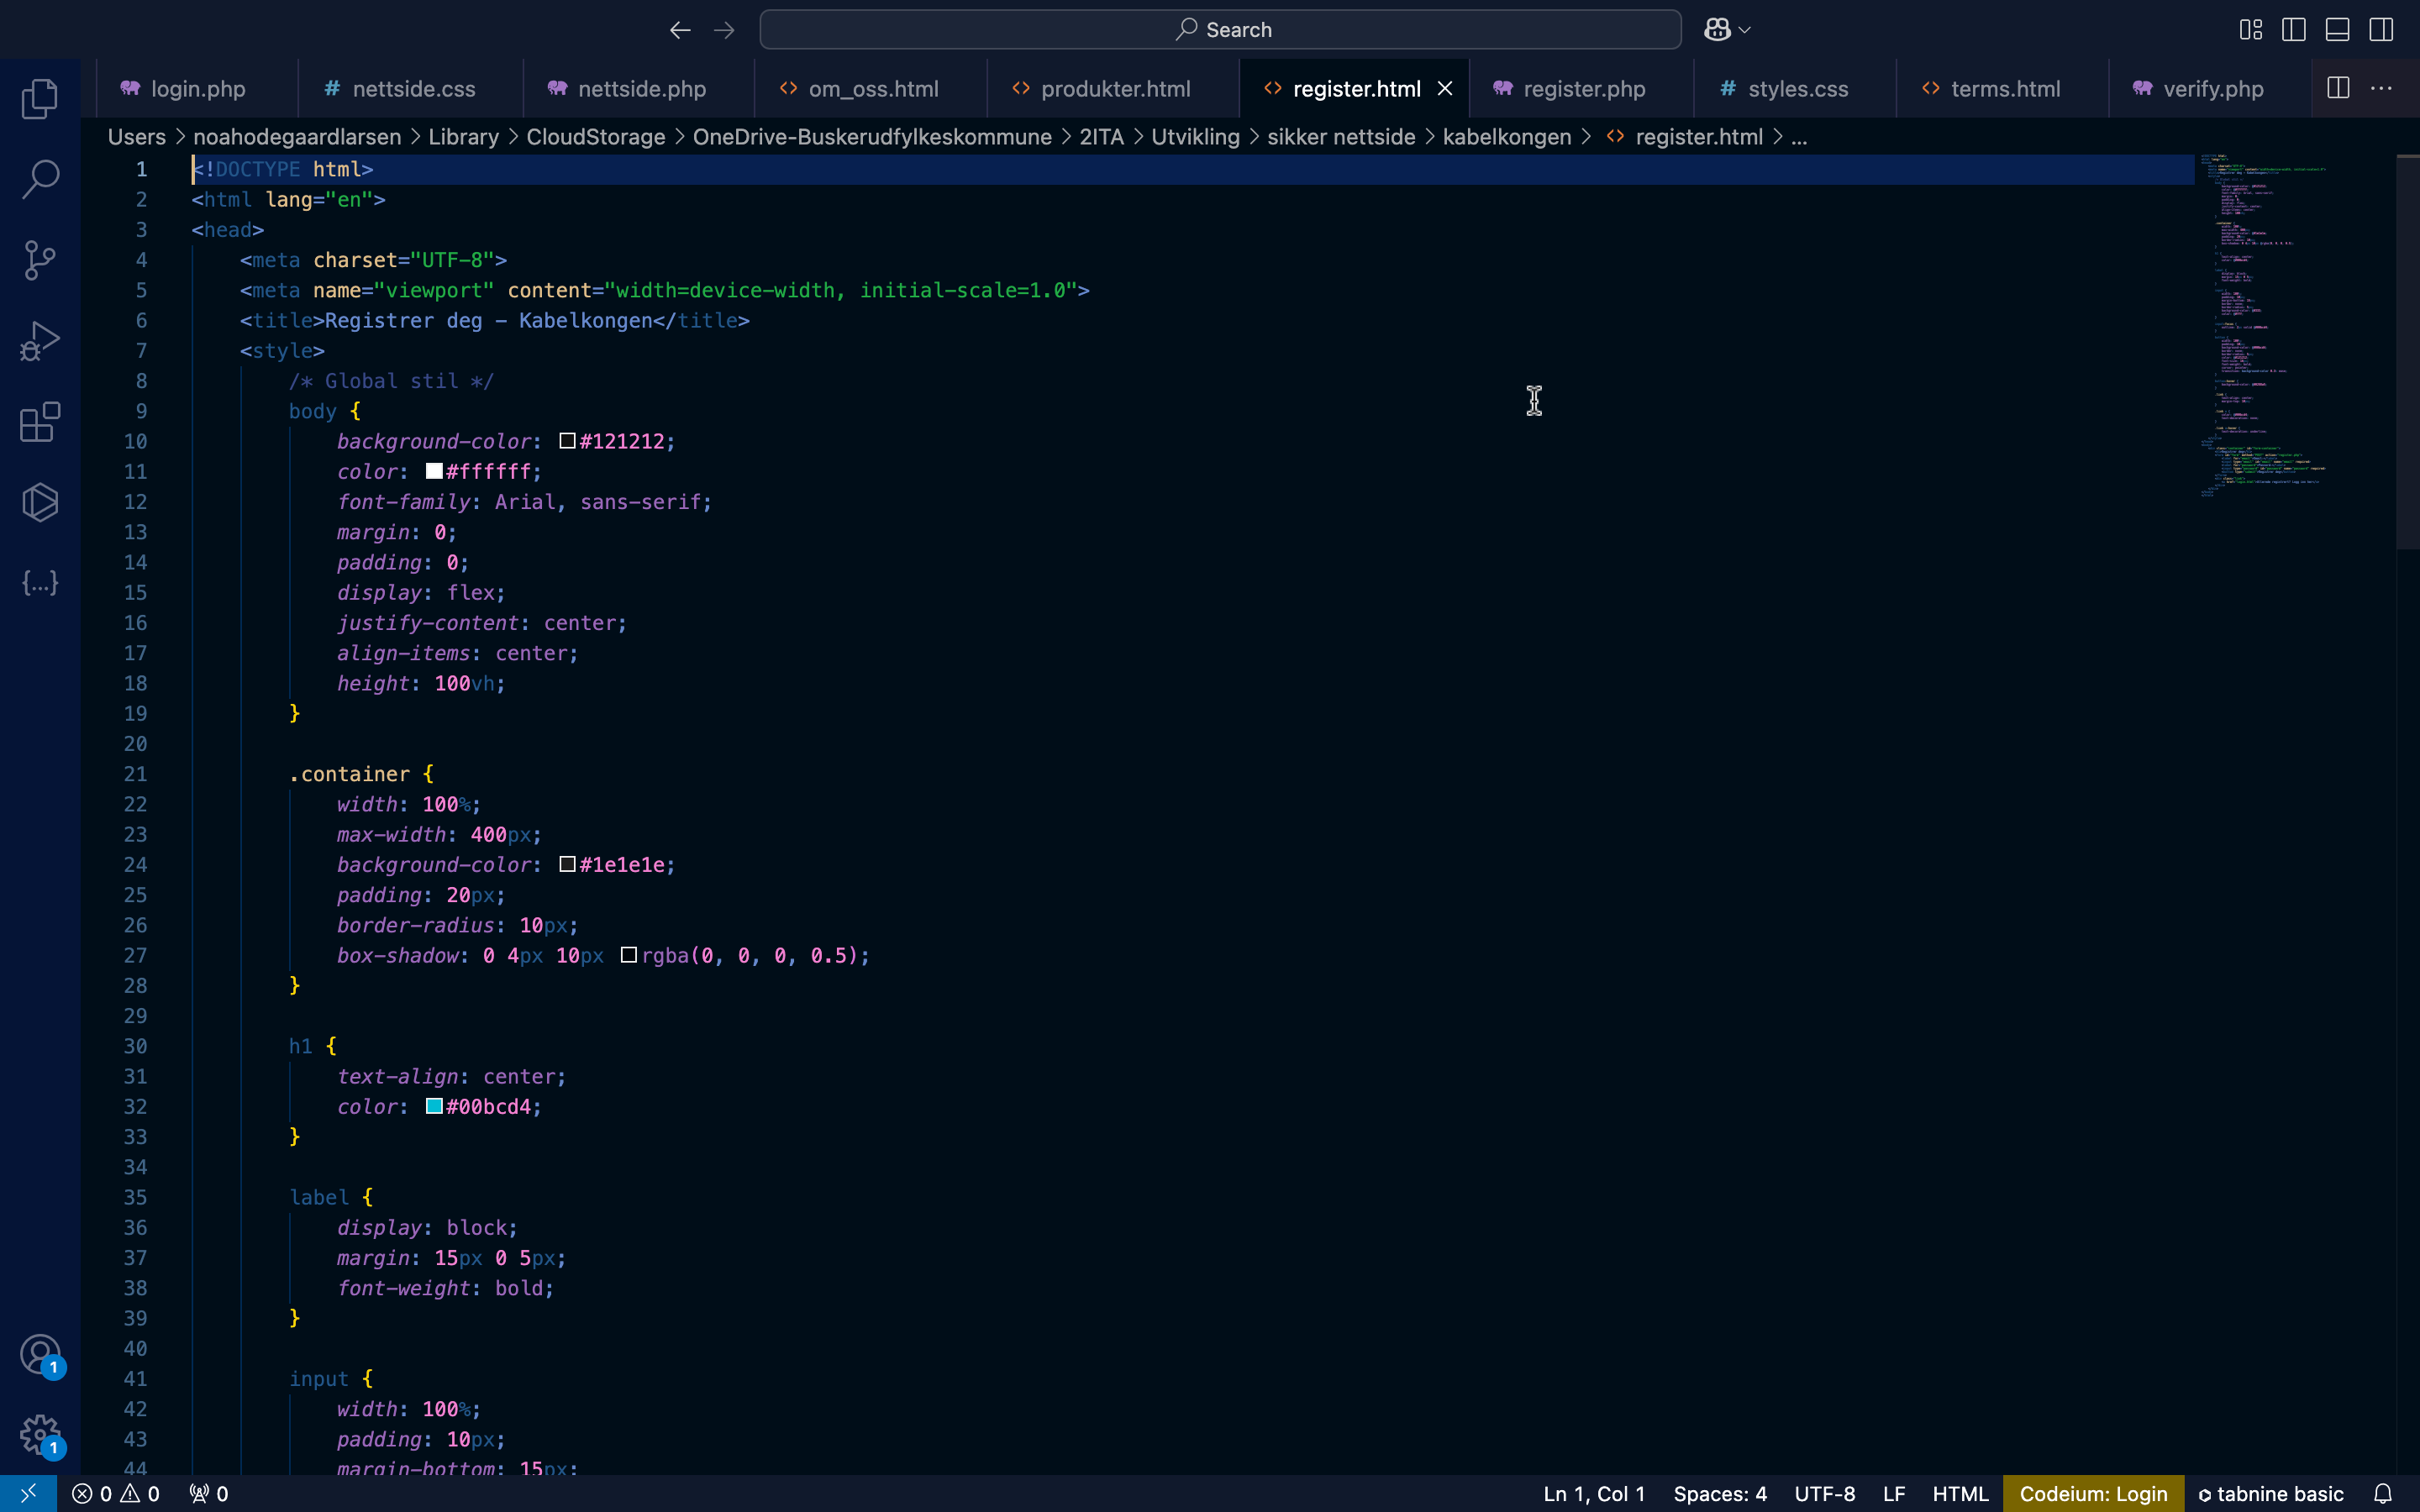 Search
login.php
nettside.css
nettside.php
om_oss.html
produkter.html
register.html
register.php
styles.css
terms.html
verify.php
Users > noahodegaardlarsen > Library > CloudStorage > OneDrive-Buskerudfylkeskommune > 2ITA > Utvikling > sikker nettside > kabelkongen > <> register.html > ...
1 <!DOCTYPE html>
2 <html lang="en">
3 <head>
4 <meta charset="UTF-8">
5 <meta name="viewport" content="width=device-width, initial-scale=1.0">
6 <title>Registrer deg - Kabelkongen</title>
7 <style>
8 /* Global stil */
9 body {
10 background-color: #121212;
11 color: #ffffff;
12 font-family: Arial, sans-serif;
13 margin: 0;
14 padding: 0;
15 display: flex;
16 justify-content: center;
17 align-items: center;
18 height: 100vh;
19 }
20
21 .container {
22 width: 100%;
23 max-width: 400px;
24 background-color: #1e1e1e;
25 padding: 20px;
26 border-radius: 10px;
27 box-shadow: 0 4px 10px rgba(0, 0, 0, 0.5);
28 }
29
30 h1 {
31 text-align: center;
32 color: #00bcd4;
33 }
34
35 label {
36 display: block;
37 margin: 15px 0 5px;
38 font-weight: bold;
39 }
40
41 input {
42 width: 100%;
43 padding: 10px;
44 margin-bottom: 15px;
1
1
0 0 0 Ln 1, Col 1 Spaces: 4 UTF-8 LF HTML Codeium: Login tabnine basic